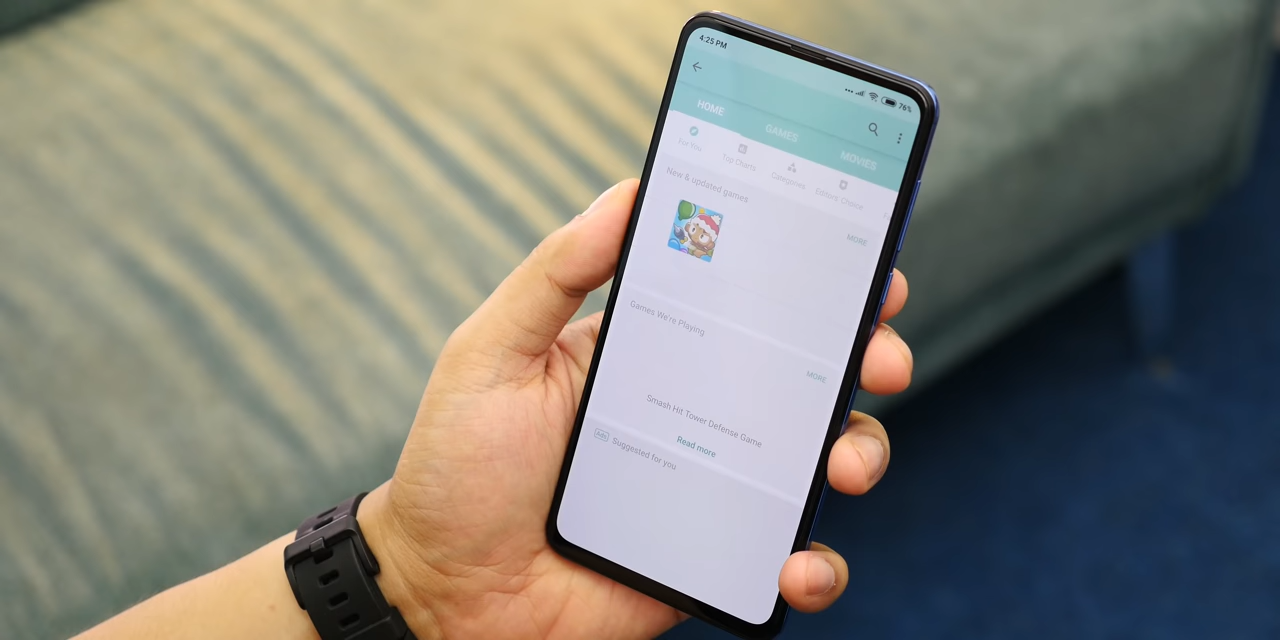 4:25 PM
76%
HOME GAMES MOVIES
For You Top Charts Categories Editors' Choice
New & updated games
MORE
Games We're Playing
MORE
Smash Hit Tower Defense Game
Read more
Ads Suggested for you